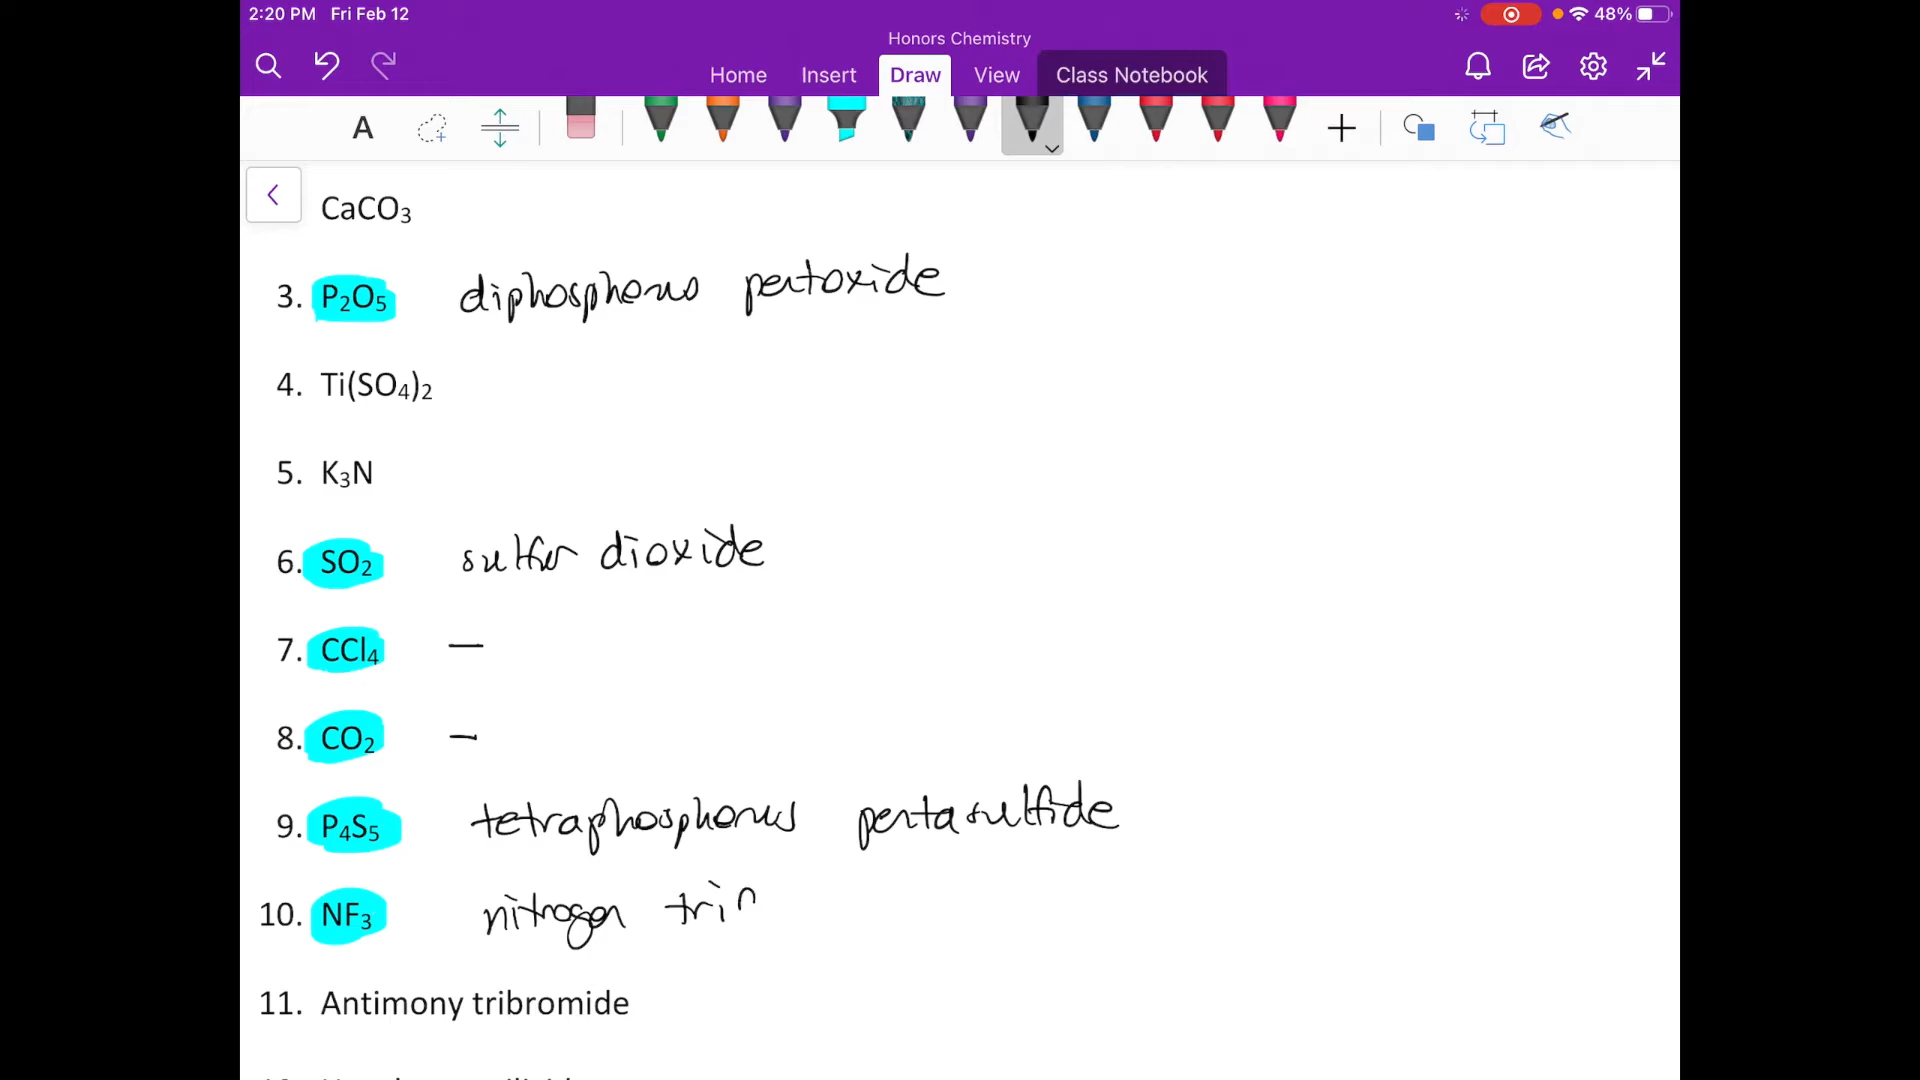 2:20 PM Fri Feb 12 48%
Honors Chemistry
Home Insert Draw View Class Notebook
A
CaCO₃
3. P₂O₅ diphosphorus pentoxide
4. Ti(SO₄)₂
5. K₃N
6. SO₂ sulfur dioxide
7. CCl₄ —
8. CO₂ —
9. P₄S₅ tetraphosphorus pentasulfide
10. NF₃ nitrogen tri
11. Antimony tribromide